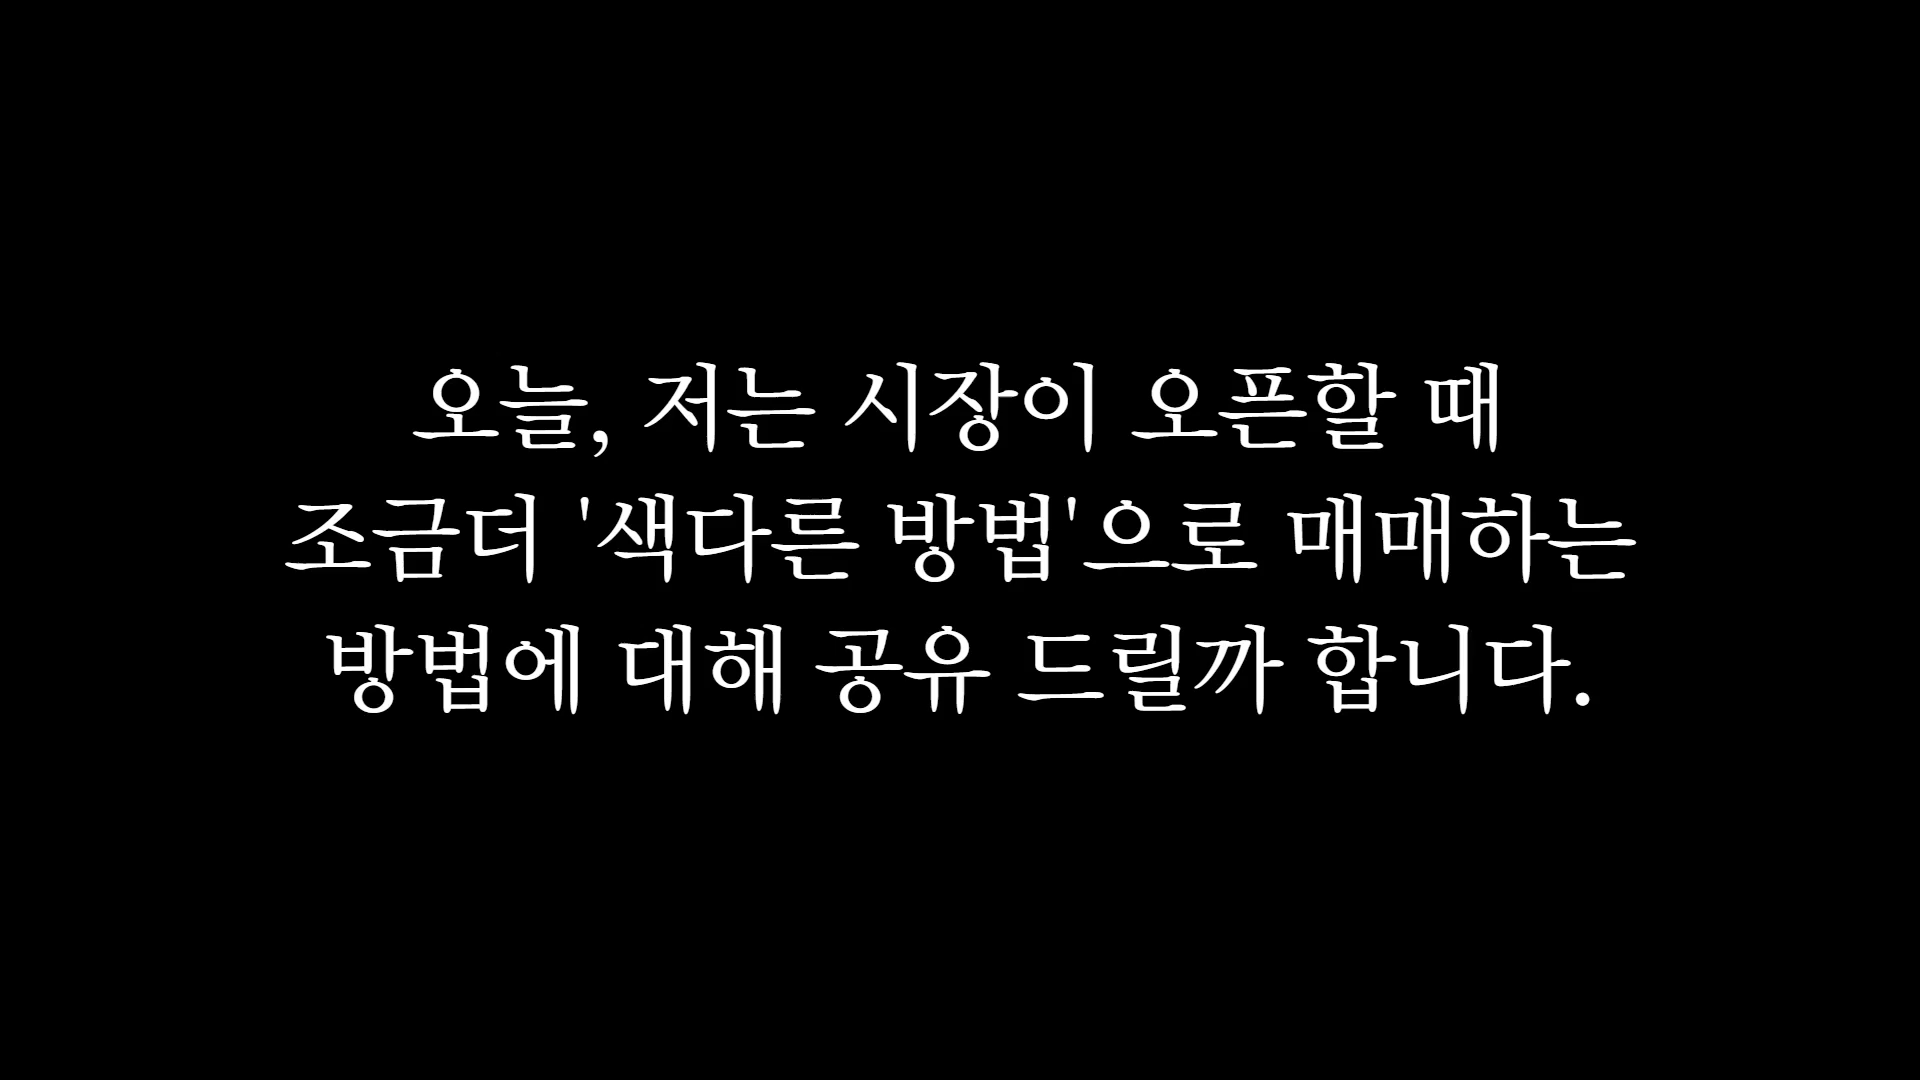 오늘, 저는 시장이 오픈할 때
조금더 '색다른 방법'으로 매매하는
방법에 대해 공유 드릴까 합니다.